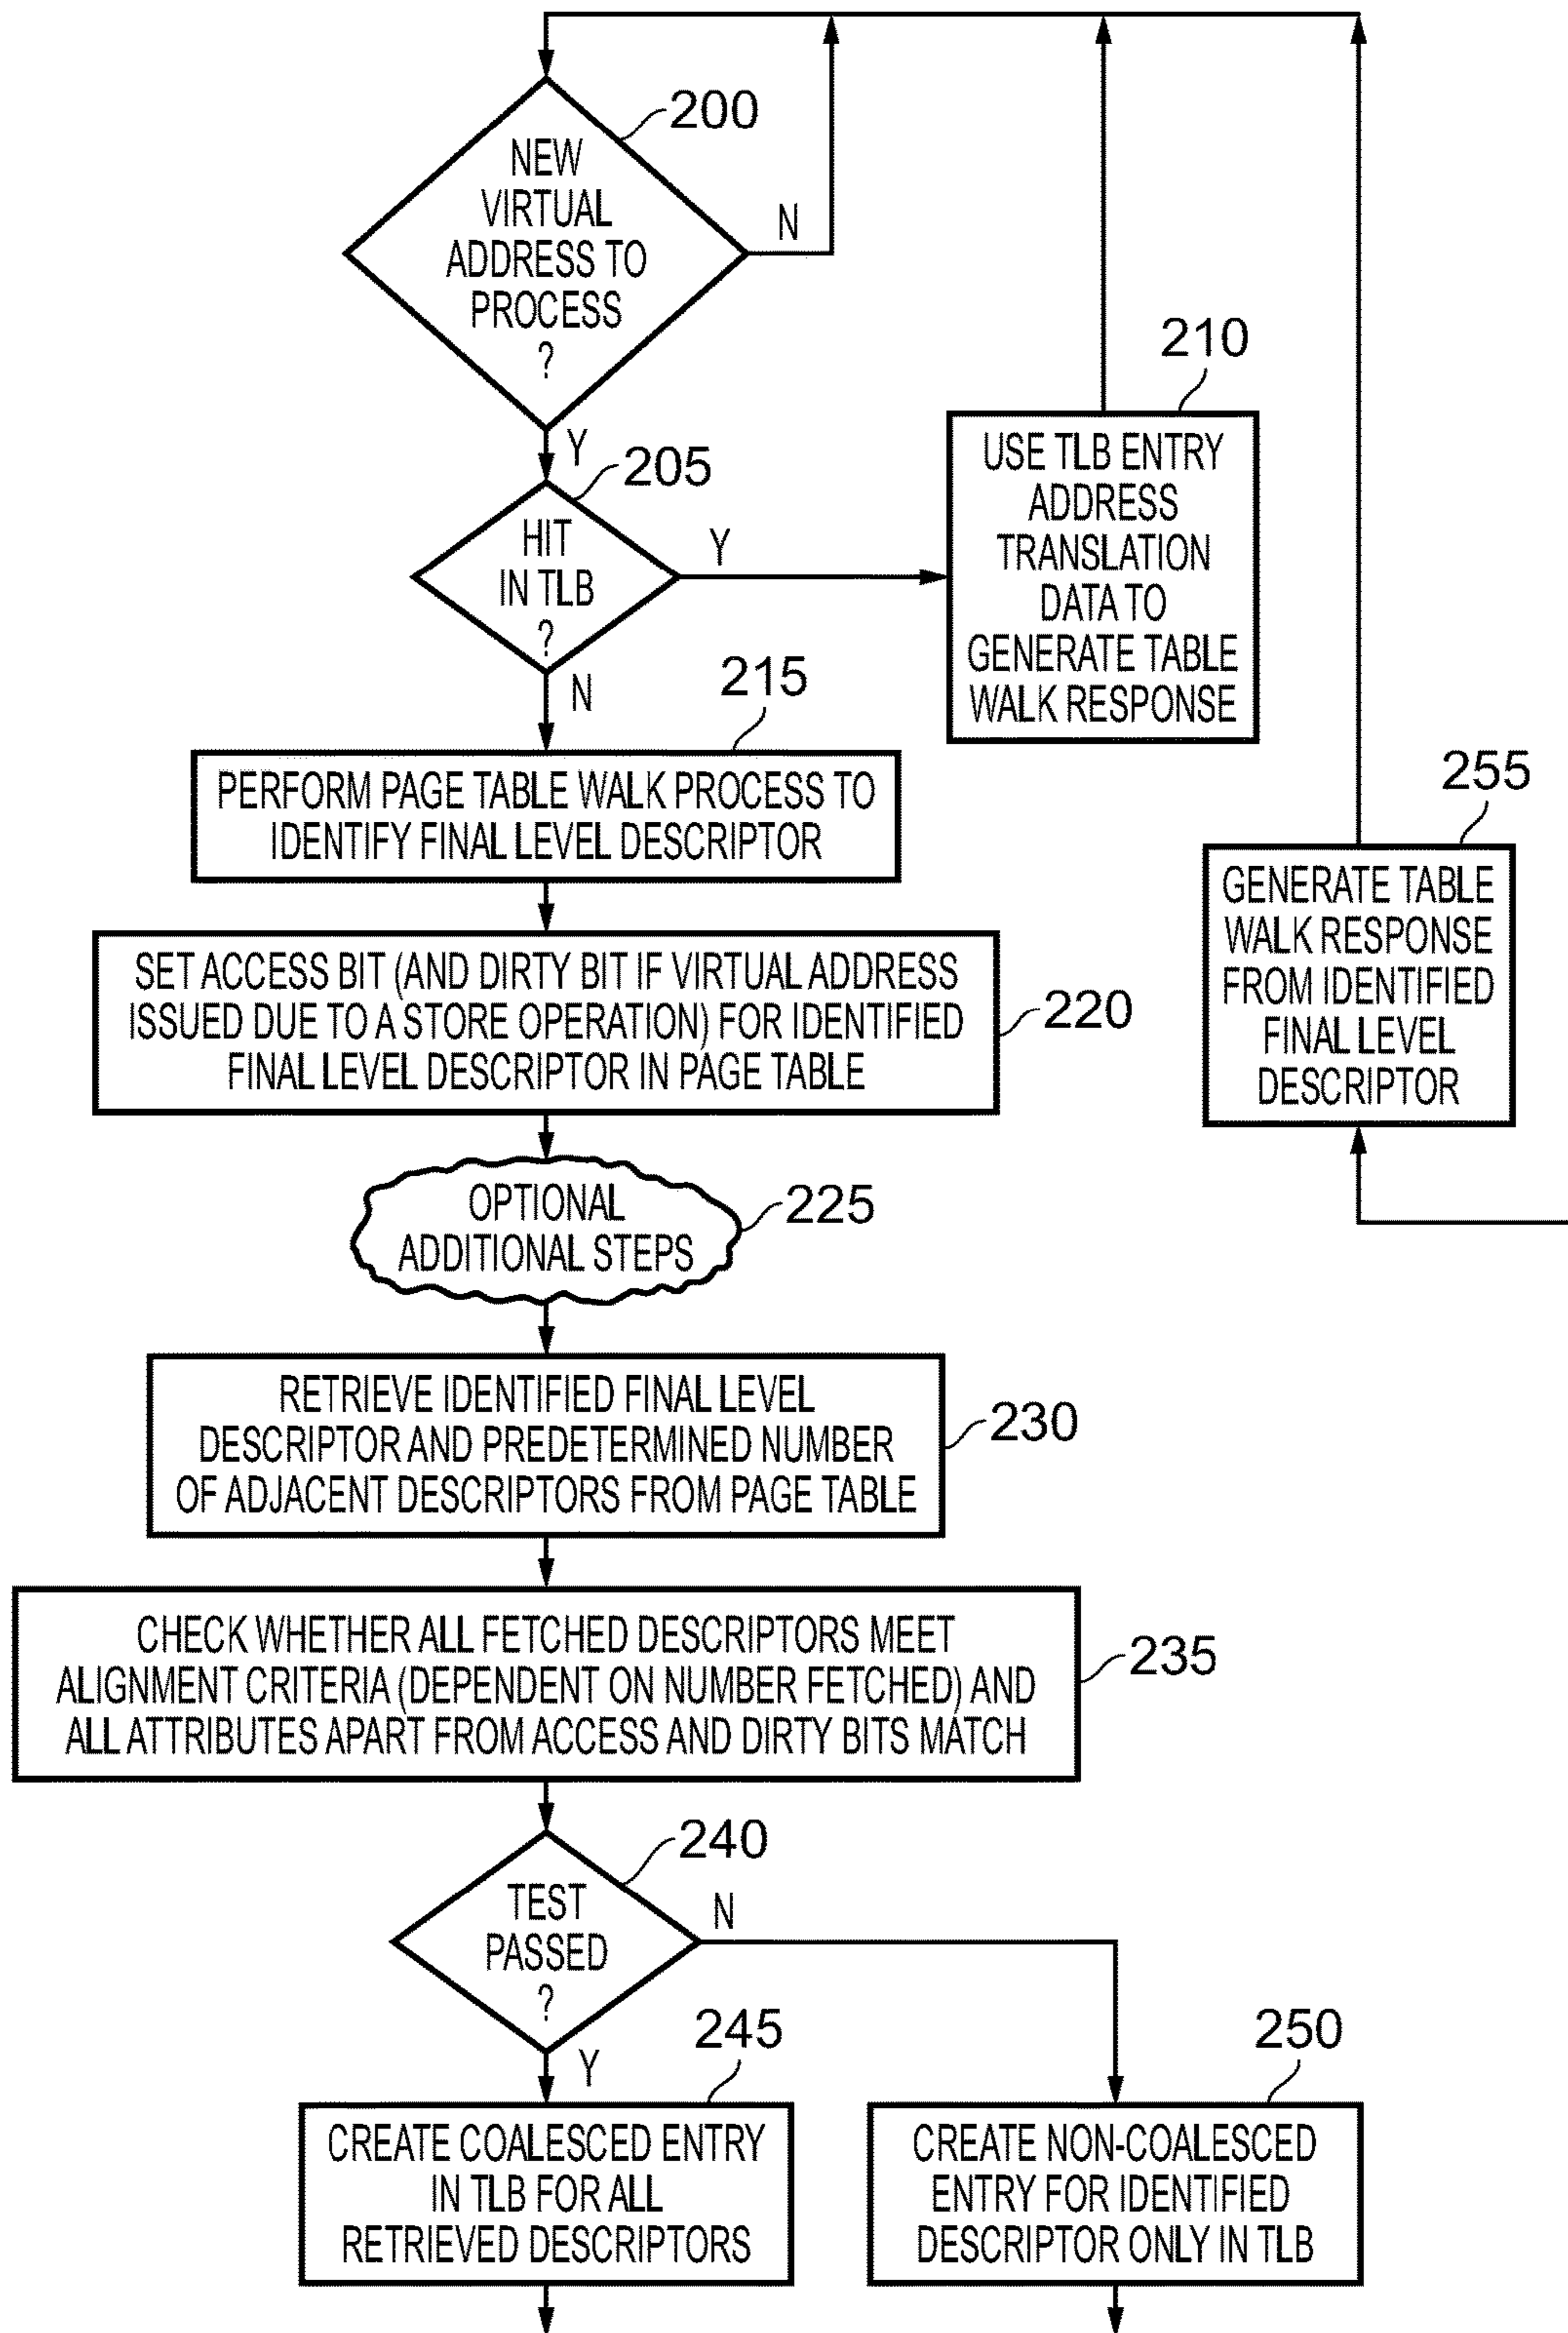 200
NEW
VIRTUAL
ADDRESS TO
PROCESS
?
N
Y
205
HIT
IN TLB
?
Y
N
210
USE TLB ENTRY
ADDRESS
TRANSLATION
DATA TO
GENERATE TABLE
WALK RESPONSE
215
PERFORM PAGE TABLE WALK PROCESS TO
IDENTIFY FINAL LEVEL DESCRIPTOR
255
GENERATE TABLE
WALK RESPONSE
FROM IDENTIFIED
FINAL LEVEL
DESCRIPTOR
SET ACCESS BIT (AND DIRTY BIT IF VIRTUAL ADDRESS
ISSUED DUE TO A STORE OPERATION) FOR IDENTIFIED
FINAL LEVEL DESCRIPTOR IN PAGE TABLE
220
OPTIONAL
ADDITIONAL STEPS
225
RETRIEVE IDENTIFIED FINAL LEVEL
DESCRIPTOR AND PREDETERMINED NUMBER
OF ADJACENT DESCRIPTORS FROM PAGE TABLE
230
CHECK WHETHER ALL FETCHED DESCRIPTORS MEET
ALIGNMENT CRITERIA (DEPENDENT ON NUMBER FETCHED) AND
ALL ATTRIBUTES APART FROM ACCESS AND DIRTY BITS MATCH
235
240
TEST
PASSED
?
N
Y
245
CREATE COALESCED ENTRY
IN TLB FOR ALL
RETRIEVED DESCRIPTORS
250
CREATE NON-COALESCED
ENTRY FOR IDENTIFIED
DESCRIPTOR ONLY IN TLB